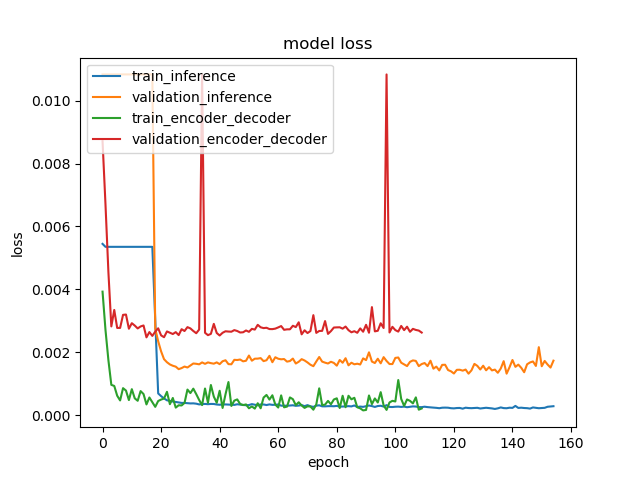 model loss
train_inference
validation_inference
train_encoder_decoder
validation_encoder_decoder
loss
0.010
0.008
0.006
0.004
0.002
0.000
0 20 40 60 80 100 120 140 160
epoch